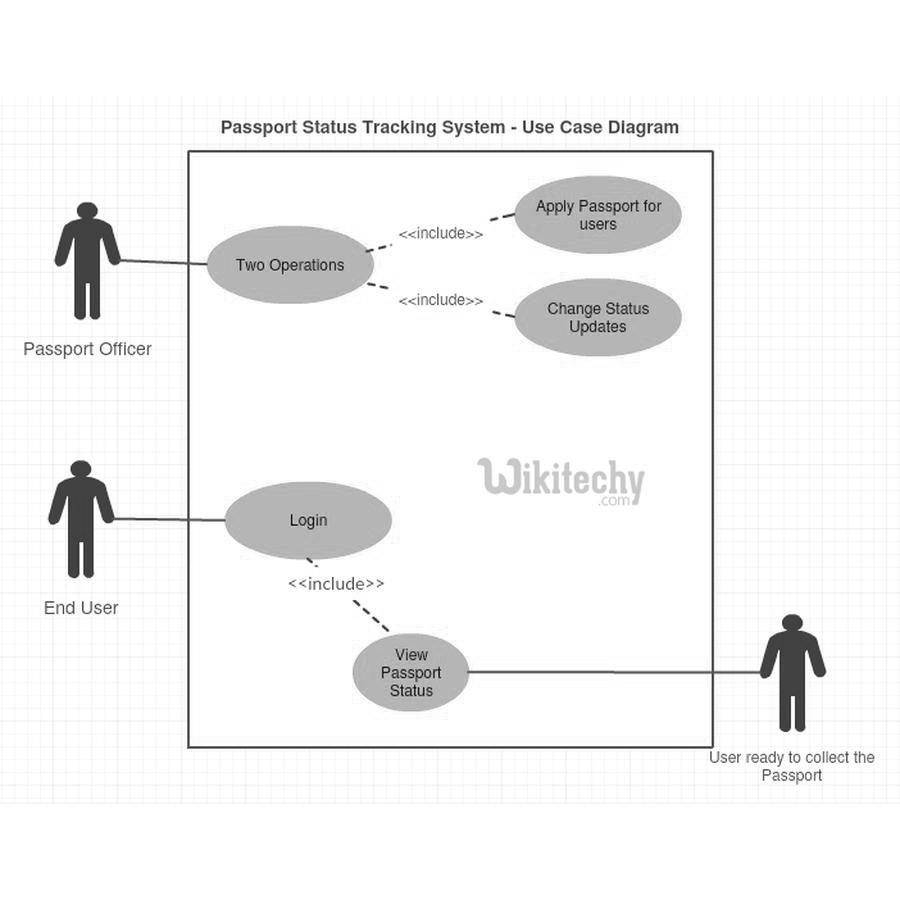 Passport Status Tracking System - Use Case Diagram
Apply Passport for
users
<<include>>
Two Operations
<<include>>
Change Status
Updates
Passport Officer
Wikitechy
.com
Login
<<include>>
End User
View
Passport
Status
User ready to collect the
Passport